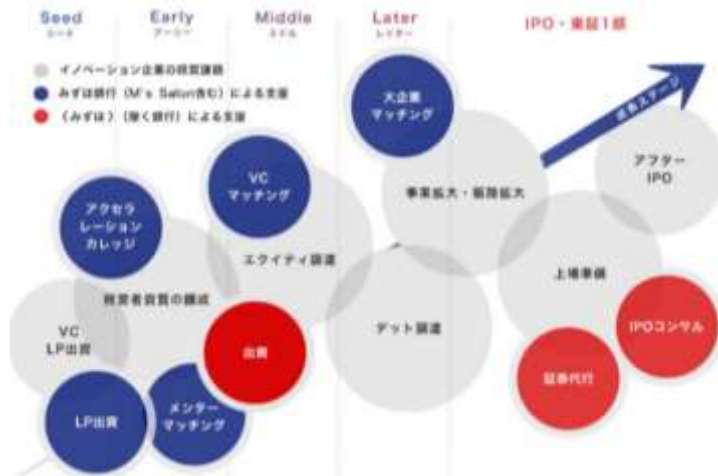 Seed
シード
Early
アーリー
Middle
ミドル
Later
レイター
IPO・東証1部
イノベーション企業の経営課題
みずほ銀行（M's Salon含む）による支援
〈みずほ〉（除く銀行）による支援
成長ステージ
大企業
マッチング
アフター
IPO
VC
マッチング
事業拡大・販路拡大
アクセラ
レーション
カレッジ
エクイティ調達
上場準備
経営者資質の醸成
VC
LP出資
デット調達
IPOコンサル
出資
証券代行
LP出資
メンター
マッチング